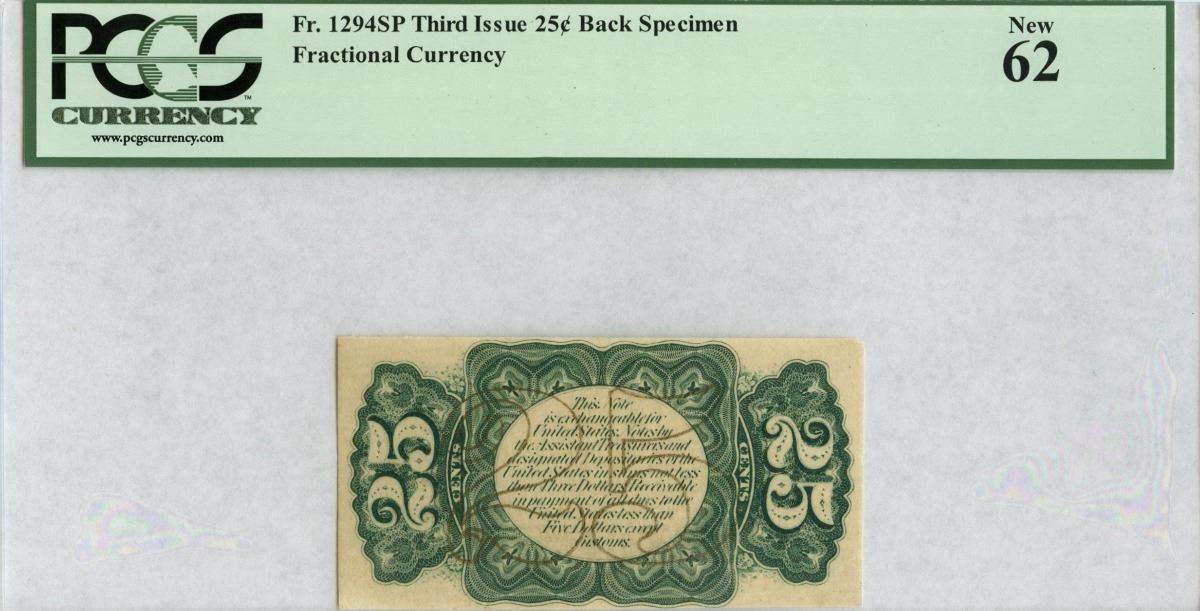 PCGS
™
CURRENCY
www.pcgscurrency.com
Fr. 1294SP Third Issue 25¢ Back Specimen
Fractional Currency
New
62
25
CENTS
This Note
is exchangeable for
United States Notes by
the Assistant Treasurers and
designated Depositaries of the
United States in sums not less
than Three Dollars. Receivable
in payment of all dues to the
United States less than
Five Dollars except
Customs.
CENTS
25
25